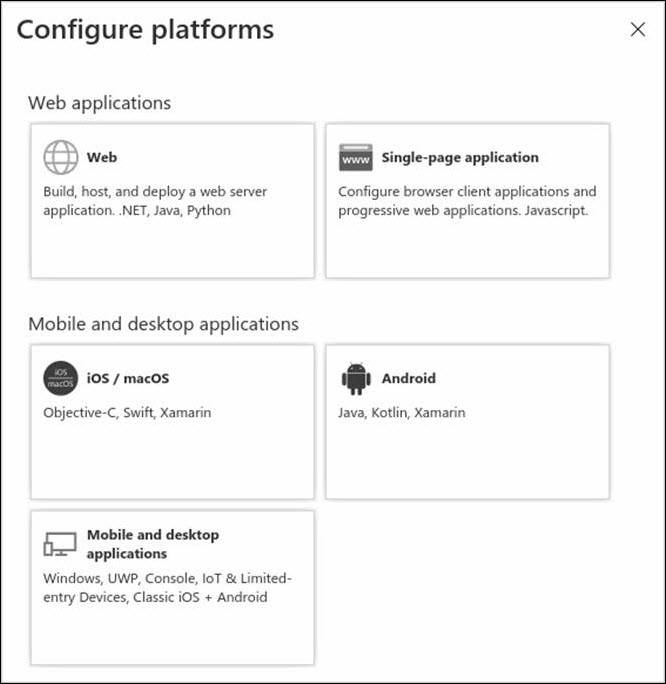 Configure platforms
Web applications
Web
Build, host, and deploy a web server
application. .NET, Java, Python
www
Single-page application
Configure browser client applications and
progressive web applications. Javascript.
Mobile and desktop applications
iOS
macOS
iOS / macOS
Objective-C, Swift, Xamarin
Android
Java, Kotlin, Xamarin
Mobile and desktop
applications
Windows, UWP, Console, IoT & Limited-
entry Devices, Classic iOS + Android